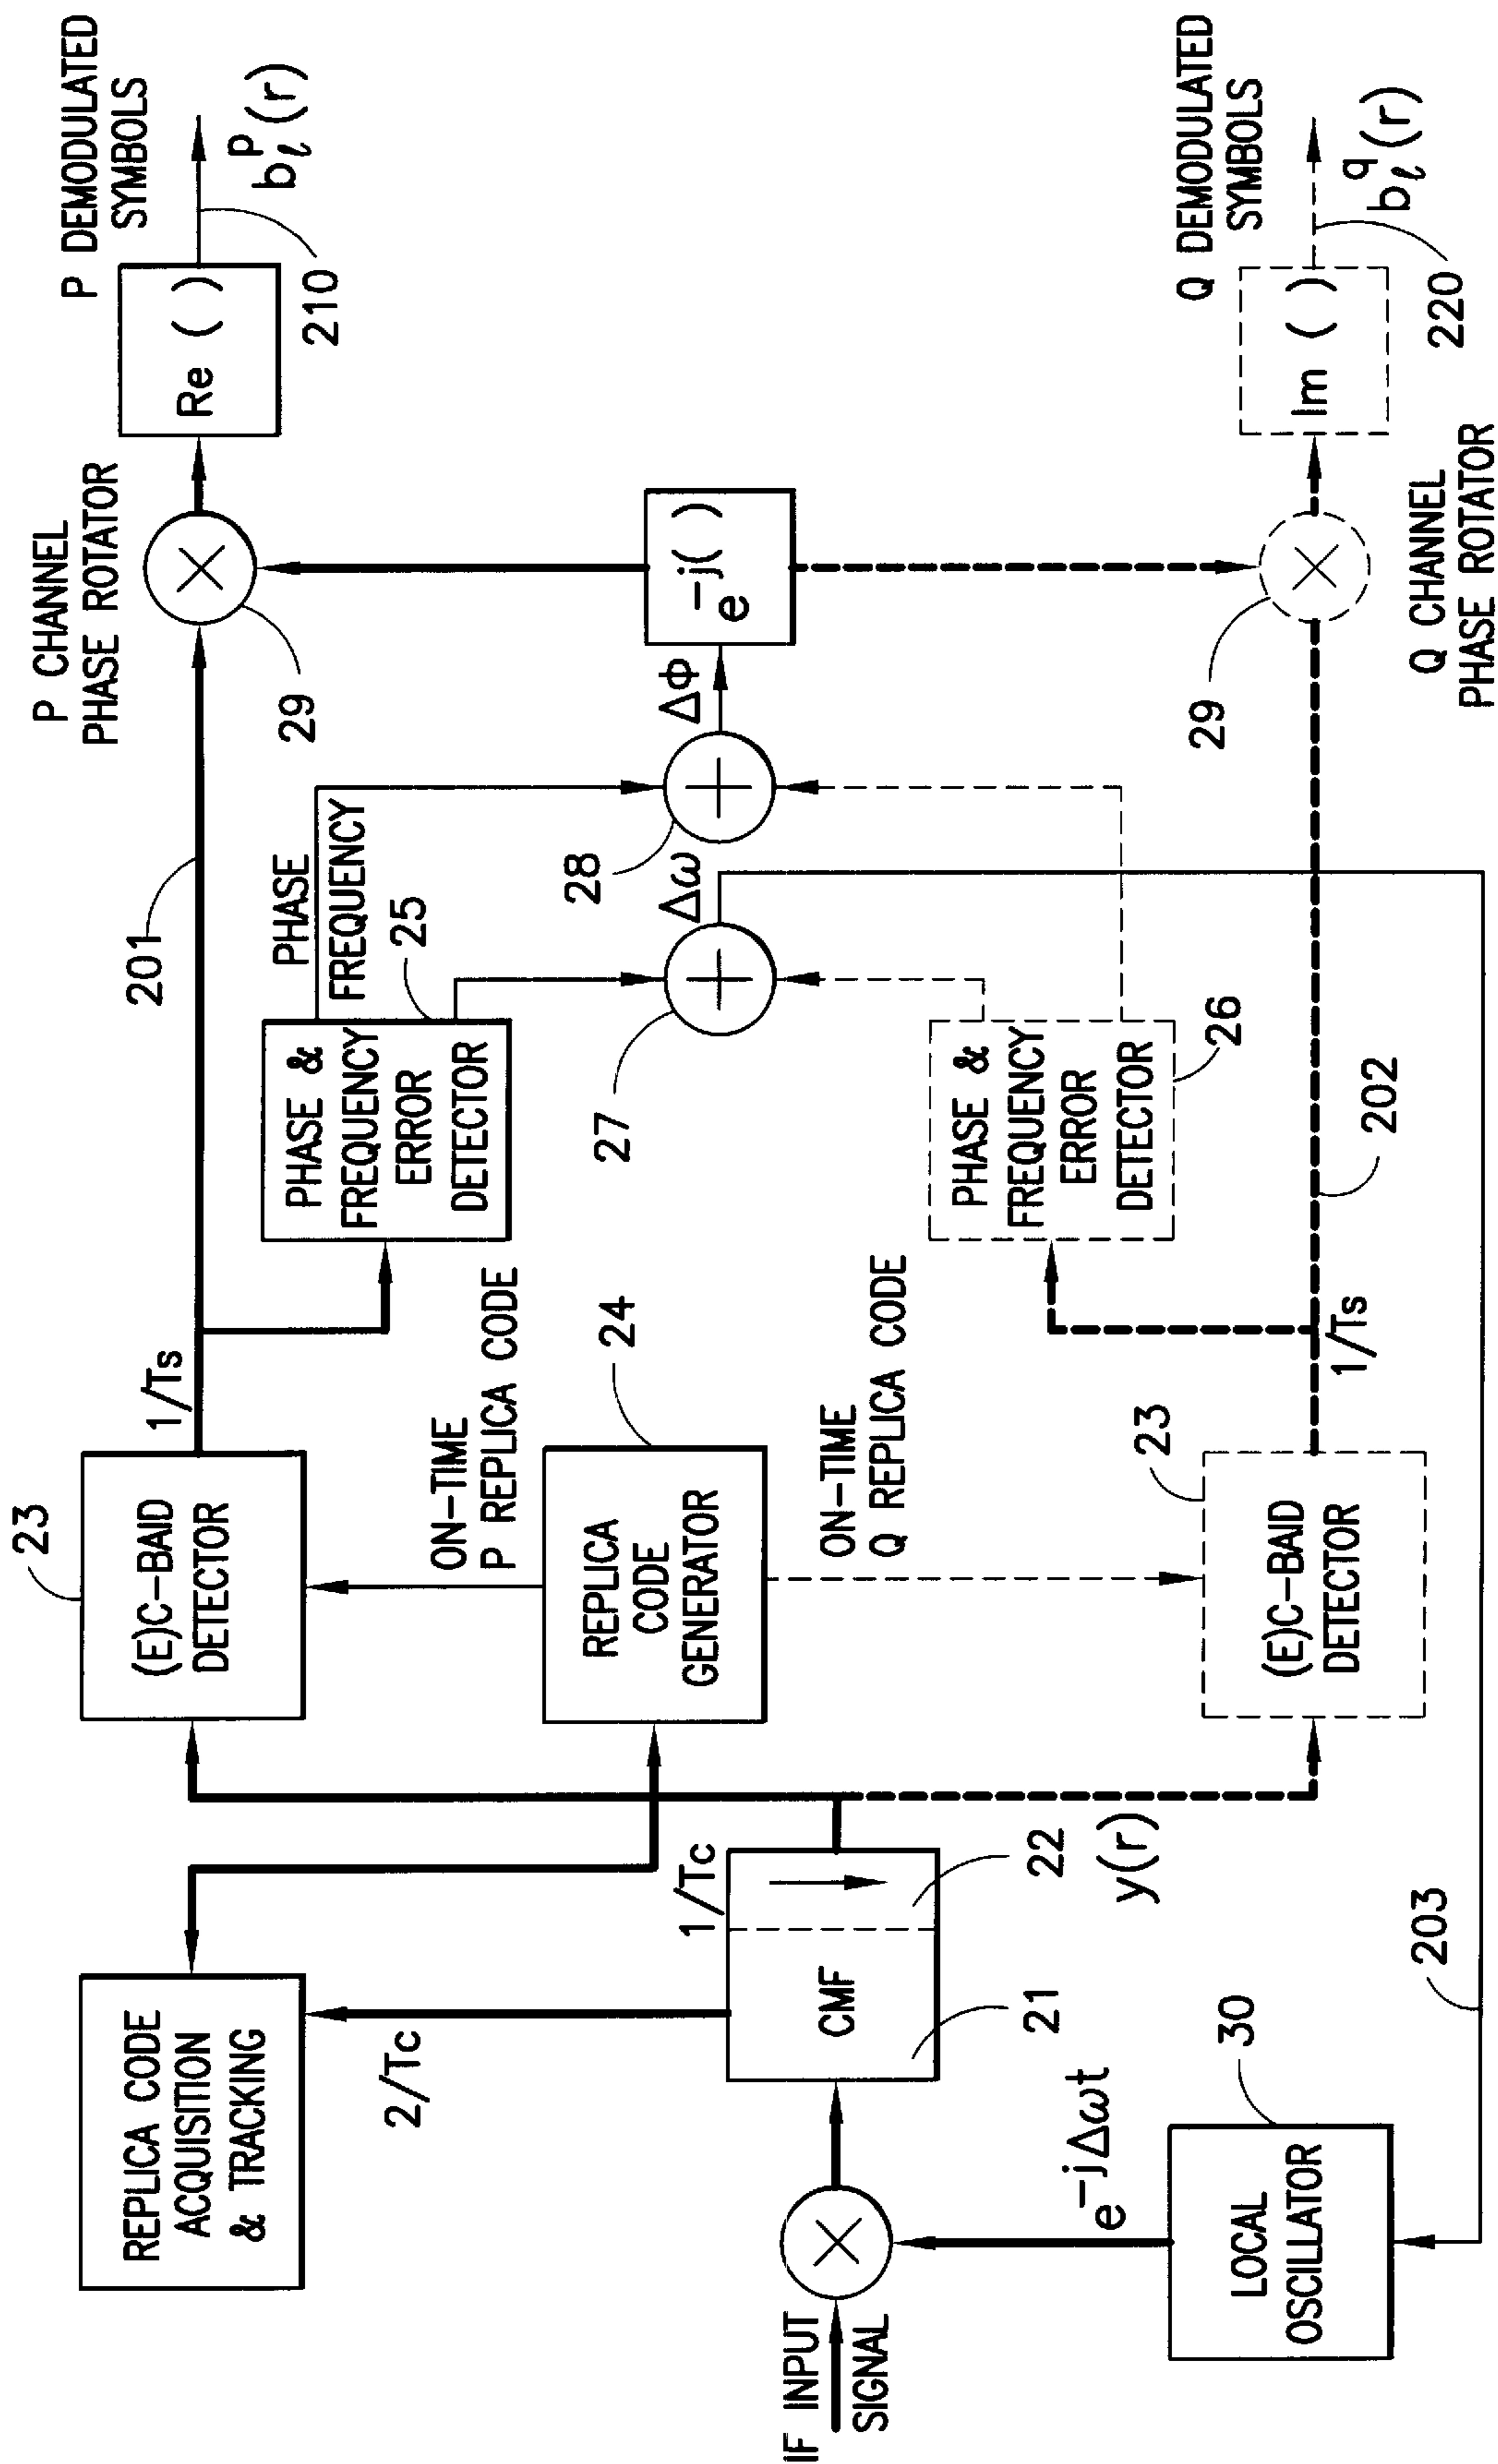 P CHANNEL
PHASE ROTATOR
P DEMODULATED
SYMBOLS
23
1/Ts
201
29
Re ( )
210
b_ℓ^p(r)
REPLICA CODE
ACQUISITION
& TRACKING
(E)C-BAID
DETECTOR
ON-TIME
P REPLICA CODE
PHASE &
FREQUENCY
ERROR
DETECTOR
25
PHASE
FREQUENCY
2/Tc
REPLICA
CODE
GENERATOR
24
27
Δω
28
ΔΦ
e^-j( )
IF INPUT
SIGNAL
CMF
1/Tc
21
22
y(r)
ON-TIME
Q REPLICA CODE
PHASE &
FREQUENCY
ERROR
DETECTOR
26
e^-jΔωt
30
LOCAL
OSCILLATOR
23
(E)C-BAID
DETECTOR
1/Ts
202
29
Q CHANNEL
PHASE ROTATOR
Im ( )
220
Q DEMODULATED
SYMBOLS
b_ℓ^q(r)
203